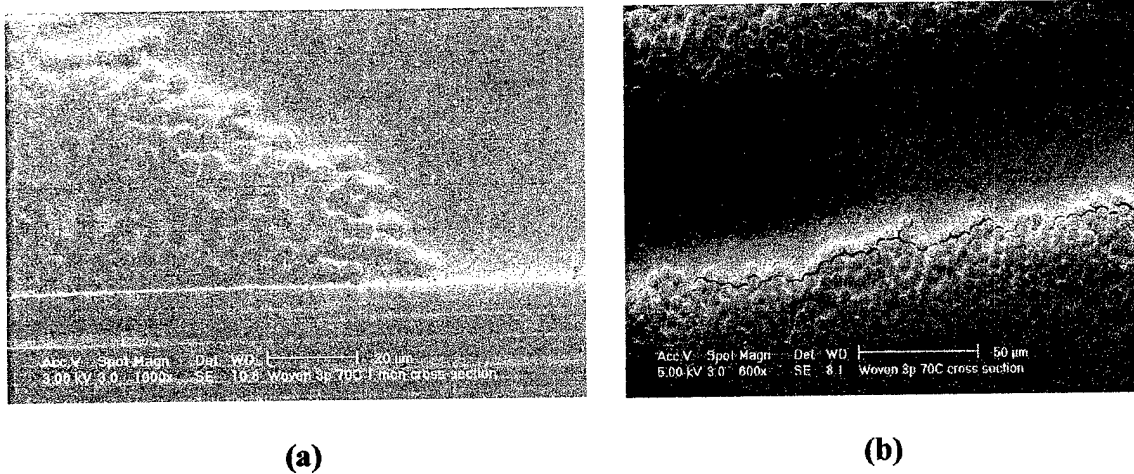 Acc.V Spot Magn Det WD 20 µm
3.00 kV 3.0 1000x SE 10.8 Woven 3p 70C 1 mon cross-section
Acc.V Spot Magn Det WD 50 µm
5.00 kV 3.0 600x SE 8.1 Woven 3p 70C cross section
(a)
(b)